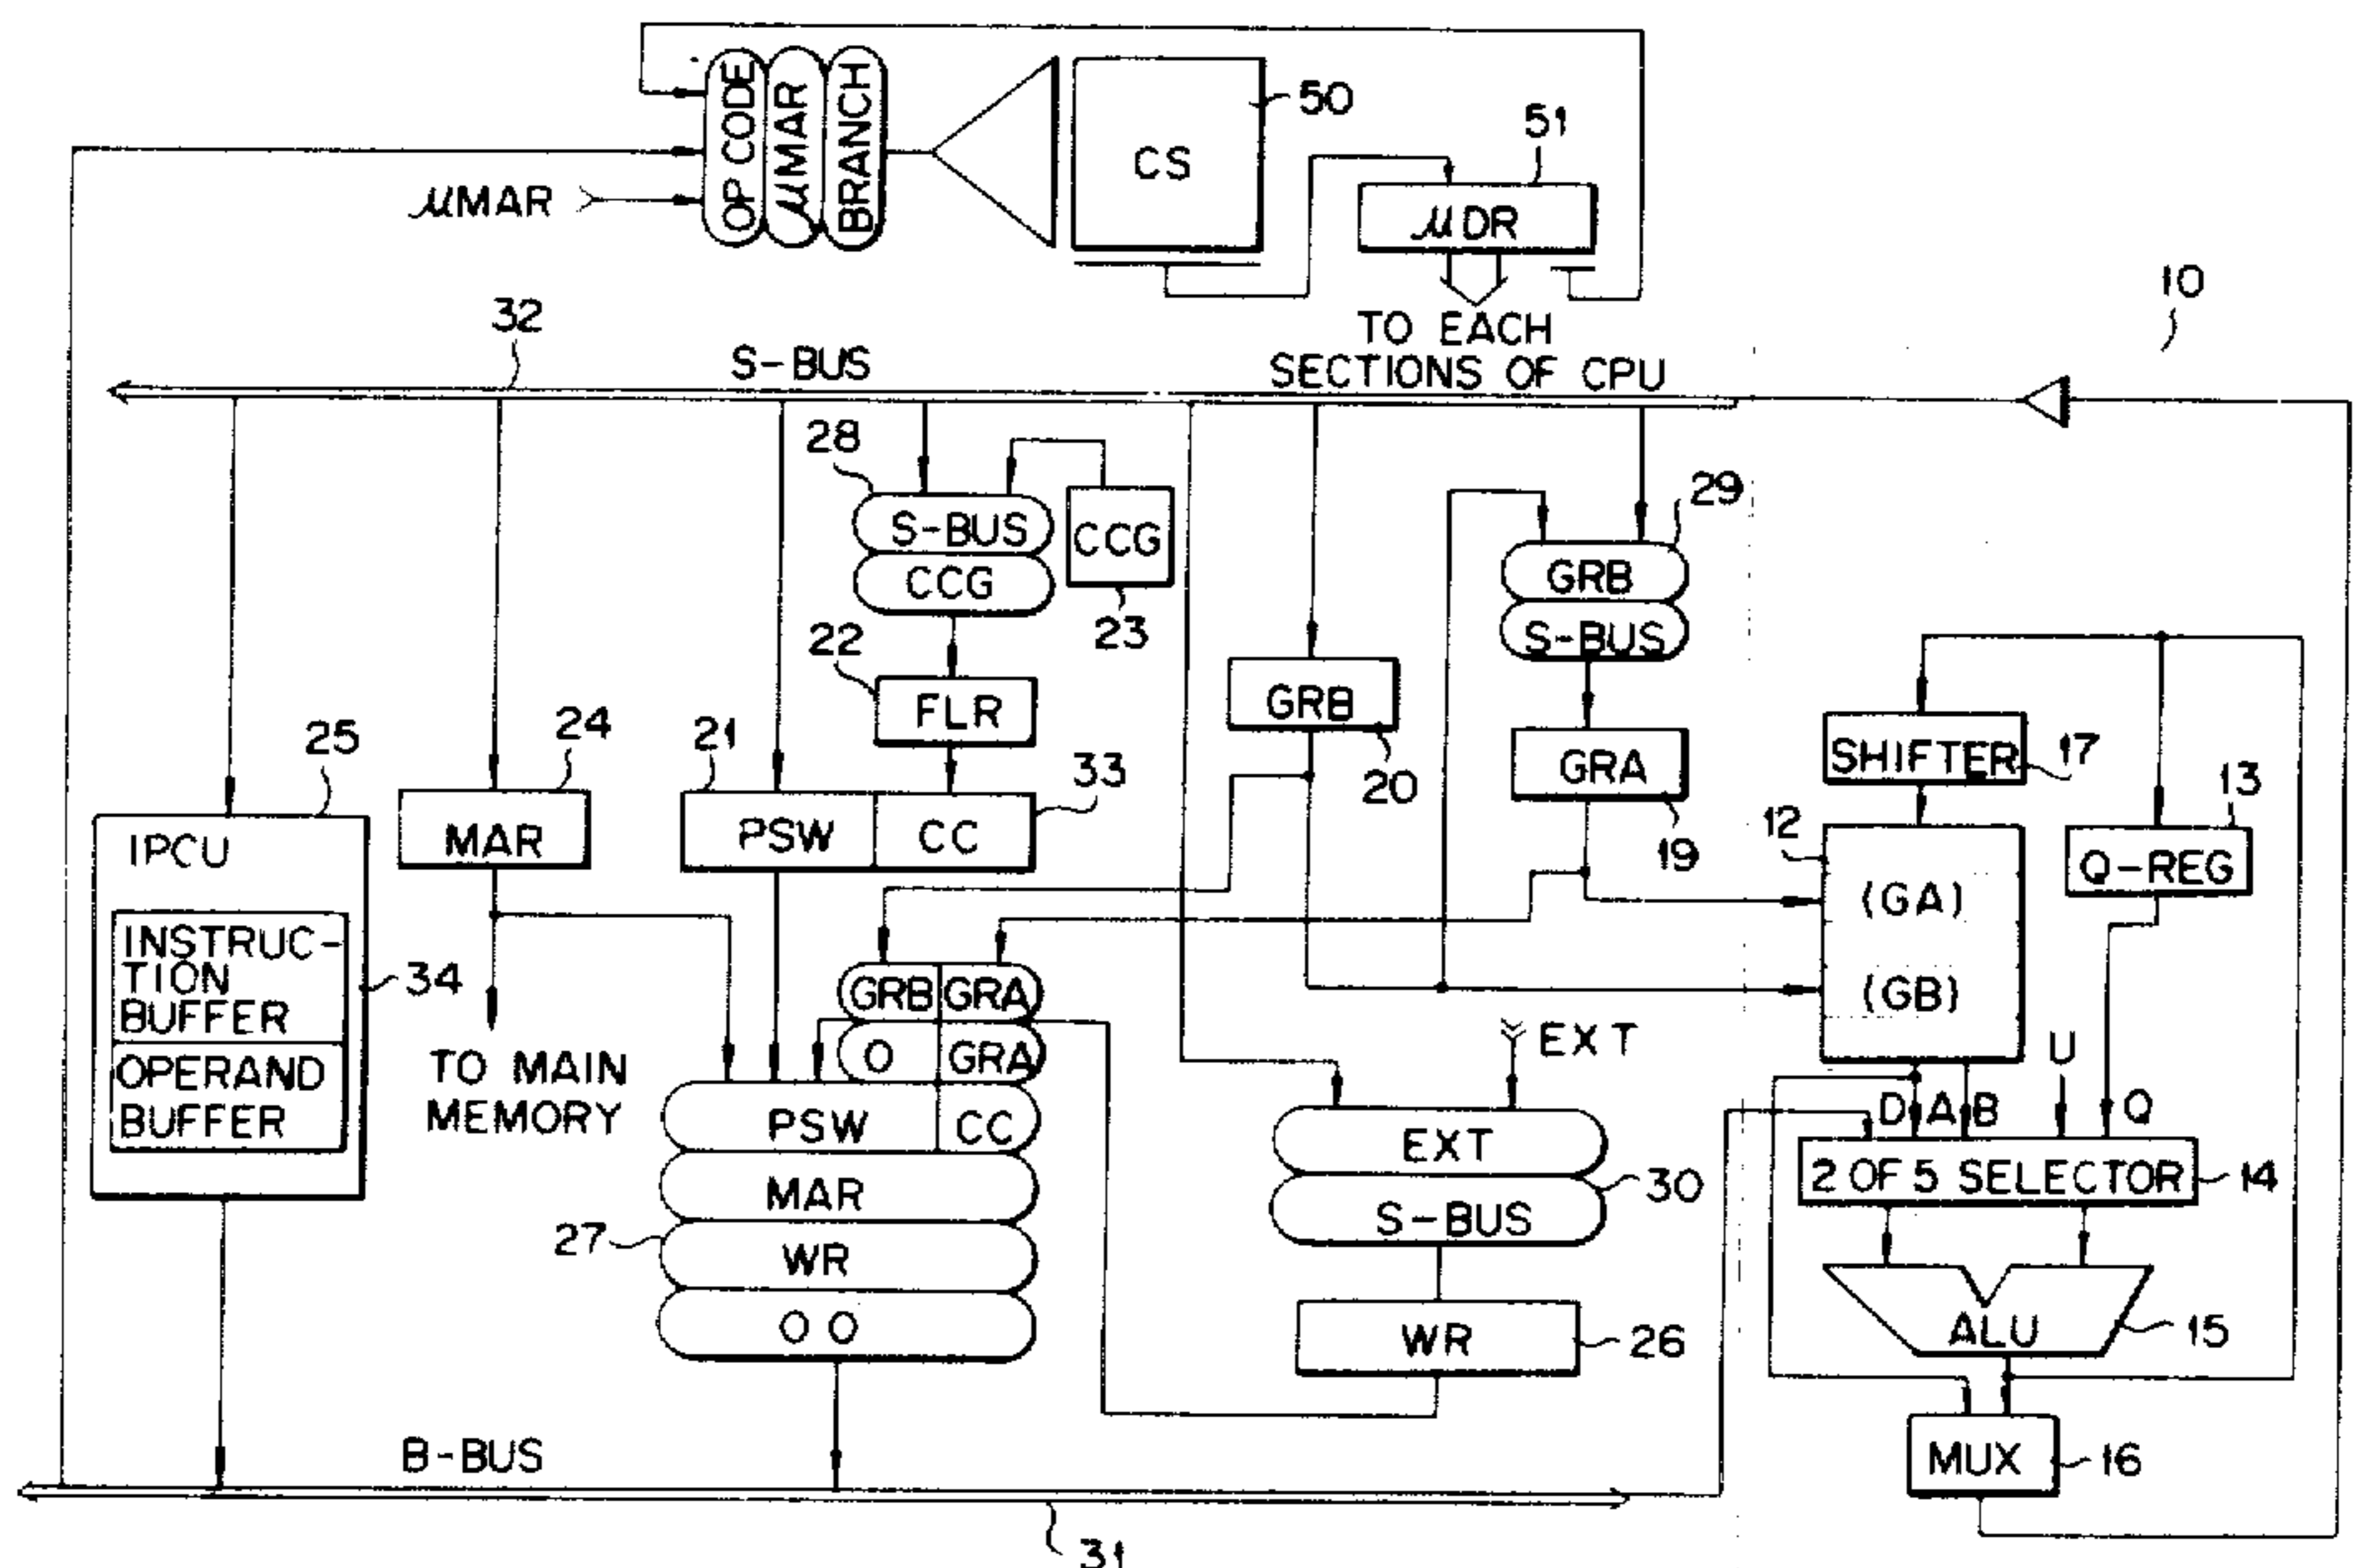 OP CODE
μMAR
BRANCH
50
CS
51
μMAR
μDR
10
TO EACH
SECTIONS OF CPU
32
S-BUS
28
S-BUS
CCG
CCG
23
29
GRB
S-BUS
22
FLR
GRB
20
GRA
19
SHIFTER
17
25
24
21
33
12
13
IPCU
MAR
PSW
CC
(GA)
(GB)
Q-REG
INSTRUC-
TION
BUFFER
34
OPERAND
BUFFER
TO MAIN
MEMORY
GRB
GRA
O
GRA
EXT
U
D
A
B
Q
PSW
CC
MAR
27
WR
O O
EXT
30
S-BUS
2 OF 5 SELECTOR
14
WR
26
ALU
15
B-BUS
MUX
16
31